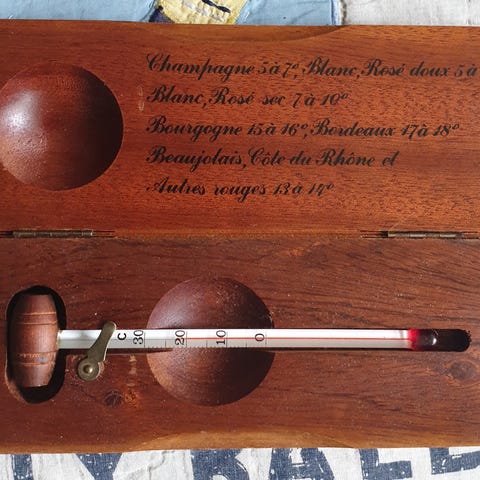 Champagne 5 à 7°, Blanc, Rosé doux 5 à
Blanc, Rosé sec 7 à 10°
Bourgogne 15 à 16°, Bordeaux 17 à 18°
Beaujolais, Côte du Rhône et
Autres rouges 13 à 14°
C 30 20 10 0